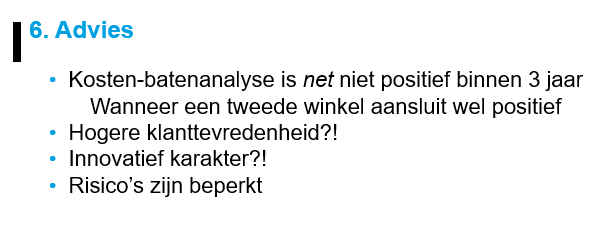 6. Advies
• Kosten-batenanalyse is net niet positief binnen 3 jaar
Wanneer een tweede winkel aansluit wel positief
• Hogere klanttevredenheid?!
• Innovatief karakter?!
• Risico’s zijn beperkt